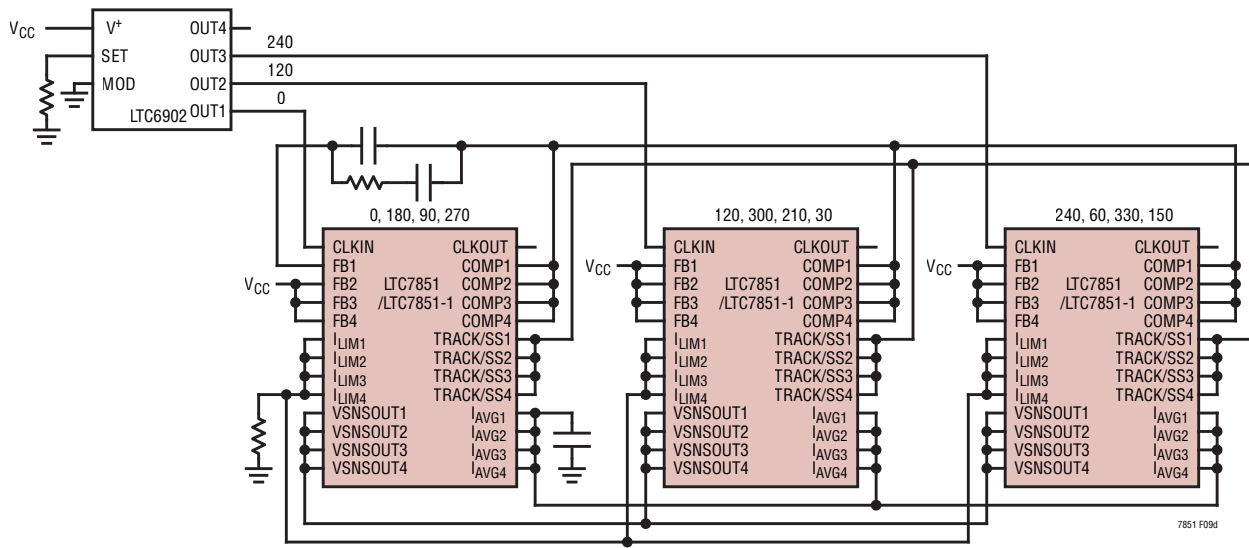 VCC
V+
SET
MOD
LTC6902
OUT4
OUT3
OUT2
OUT1
240
120
0
0, 180, 90, 270
CLKIN CLKOUT
FB1 COMP1
VCC FB2 LTC7851 COMP2
FB3 /LTC7851-1 COMP3
FB4 COMP4
ILIM1 TRACK/SS1
ILIM2 TRACK/SS2
ILIM3 TRACK/SS3
ILIM4 TRACK/SS4
VSNSOUT1 IAVG1
VSNSOUT2 IAVG2
VSNSOUT3 IAVG3
VSNSOUT4 IAVG4
120, 300, 210, 30
CLKIN CLKOUT
VCC FB1 COMP1
FB2 LTC7851 COMP2
FB3 /LTC7851-1 COMP3
FB4 COMP4
ILIM1 TRACK/SS1
ILIM2 TRACK/SS2
ILIM3 TRACK/SS3
ILIM4 TRACK/SS4
VSNSOUT1 IAVG1
VSNSOUT2 IAVG2
VSNSOUT3 IAVG3
VSNSOUT4 IAVG4
240, 60, 330, 150
CLKIN CLKOUT
VCC FB1 COMP1
FB2 LTC7851 COMP2
FB3 /LTC7851-1 COMP3
FB4 COMP4
ILIM1 TRACK/SS1
ILIM2 TRACK/SS2
ILIM3 TRACK/SS3
ILIM4 TRACK/SS4
VSNSOUT1 IAVG1
VSNSOUT2 IAVG2
VSNSOUT3 IAVG3
VSNSOUT4 IAVG4
7851 F09d